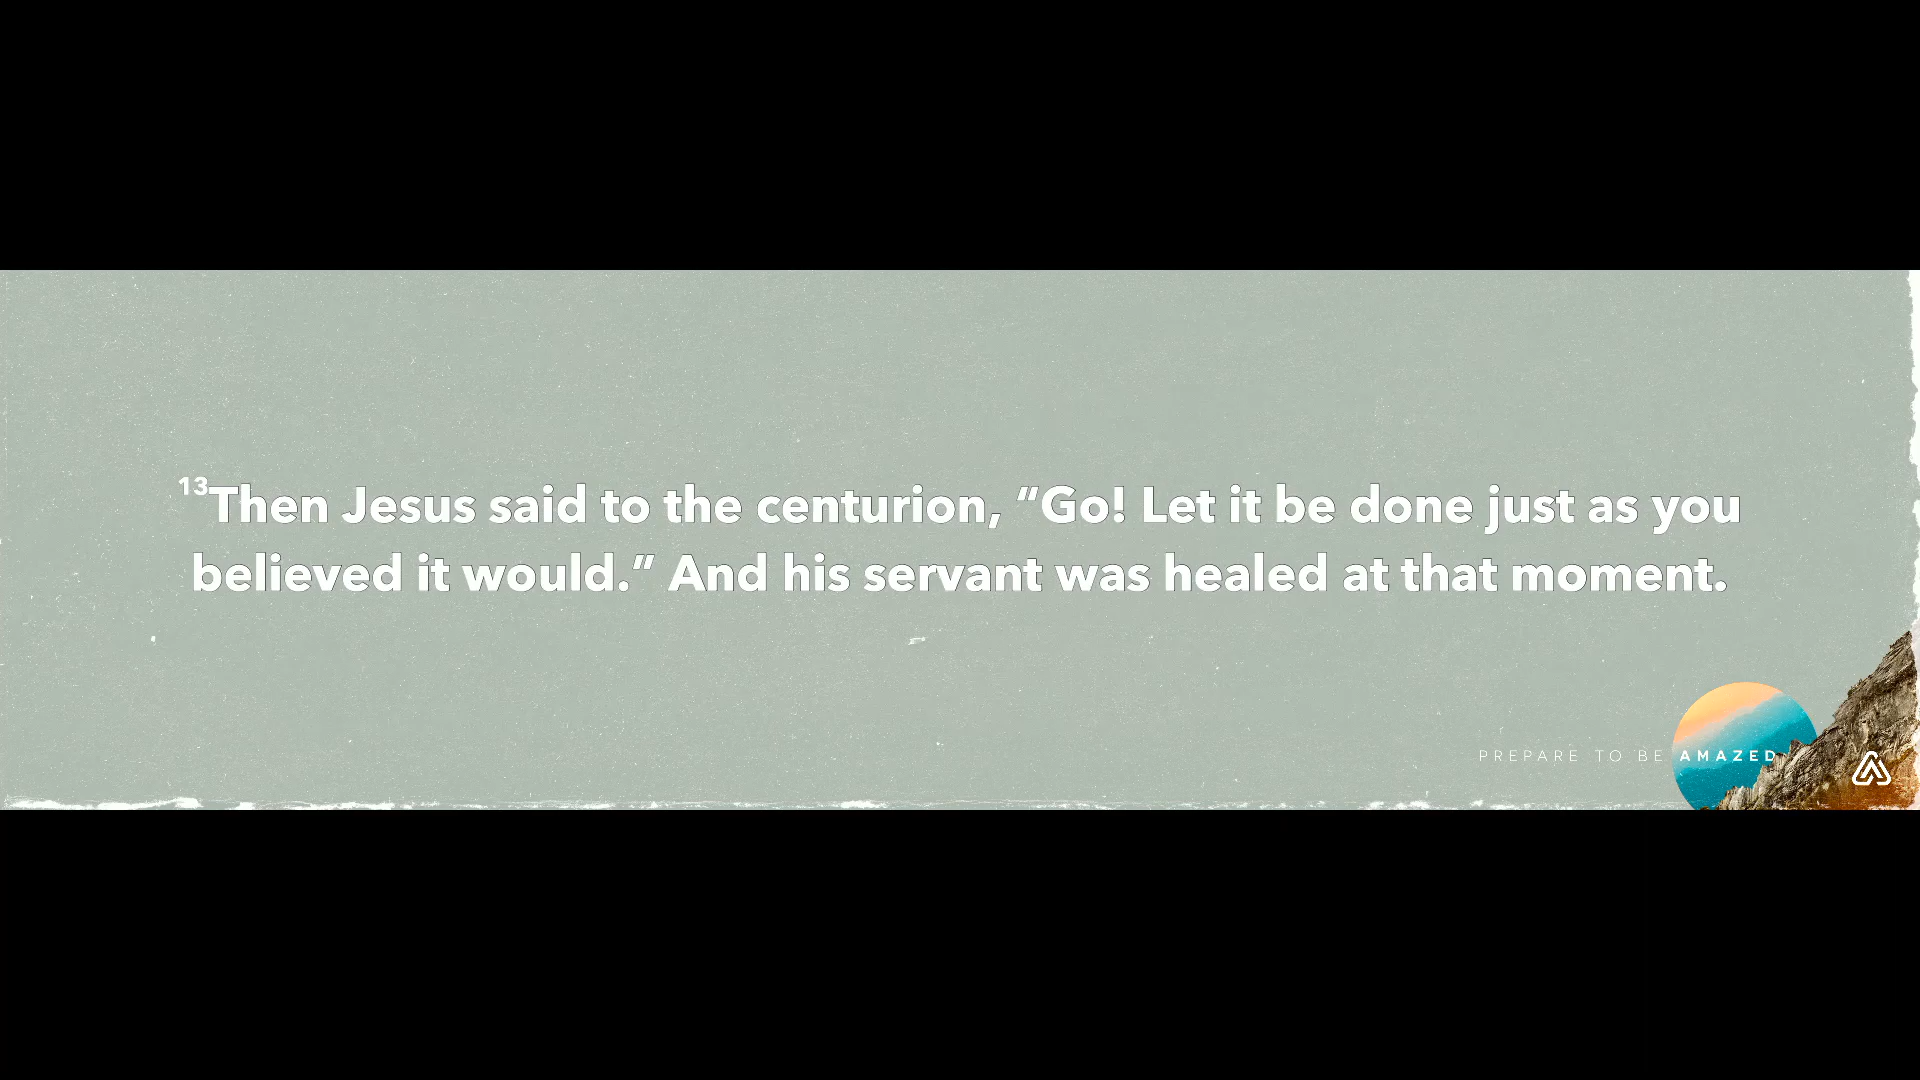 13Then Jesus said to the centurion, “Go! Let it be done just as you
believed it would.” And his servant was healed at that moment.
PREPARE TO BE AMAZED